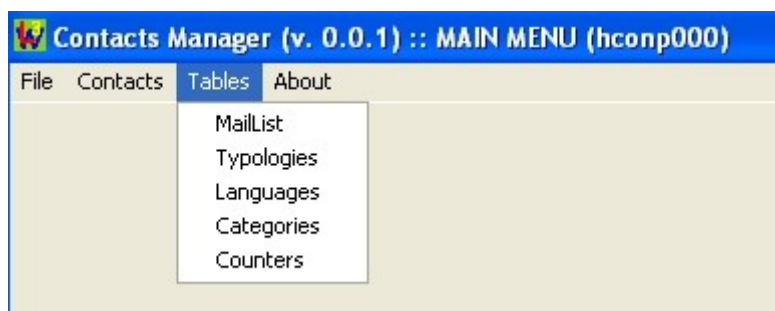 Contacts Manager (v. 0.0.1) :: MAIN MENU (hconp000)
File Contacts Tables About
MailList
Typologies
Languages
Categories
Counters